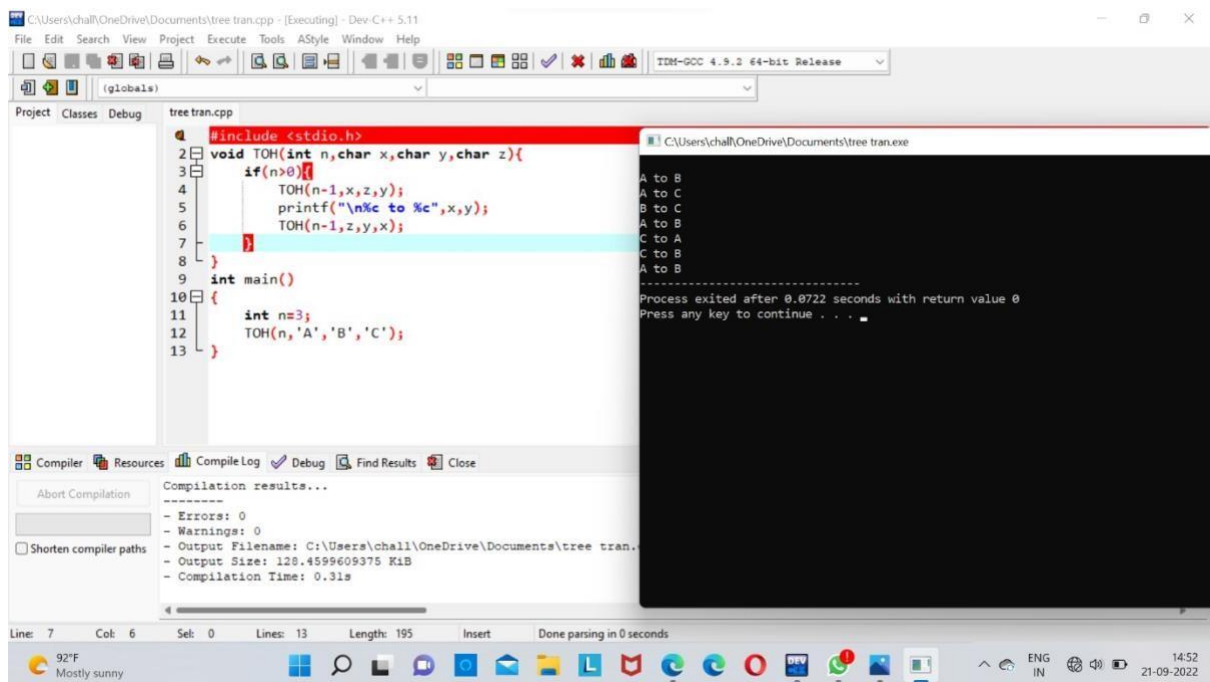 C:\Users\chall\OneDrive\Documents\tree tran.cpp - [Executing] - Dev-C++ 5.11
File Edit Search View Project Execute Tools AStyle Window Help
TDM-GCC 4.9.2 64-bit Release
(globals)
Project Classes Debug tree tran.cpp
#include <stdio.h>
2 void TOH(int n,char x,char y,char z){
3 if(n>0){
4 TOH(n-1,x,z,y);
5 printf("\n%c to %c",x,y);
6 TOH(n-1,z,y,x);
7 }
8 }
9 int main()
10 {
11 int n=3;
12 TOH(n,'A','B','C');
13 }
C:\Users\chall\OneDrive\Documents\tree tran.exe
A to B
A to C
B to C
A to B
C to A
C to B
A to B
--------------------------------
Process exited after 0.0722 seconds with return value 0
Press any key to continue . . .
Compiler Resources Compile Log Debug Find Results Close
Abort Compilation
Shorten compiler paths
Compilation results...
--------
- Errors: 0
- Warnings: 0
- Output Filename: C:\Users\chall\OneDrive\Documents\tree tran.
- Output Size: 128.4599609375 KiB
- Compilation Time: 0.31s
Line: 7 Col: 6 Sel: 0 Lines: 13 Length: 195 Insert Done parsing in 0 seconds
92°F
Mostly sunny
ENG
IN
14:52
21-09-2022